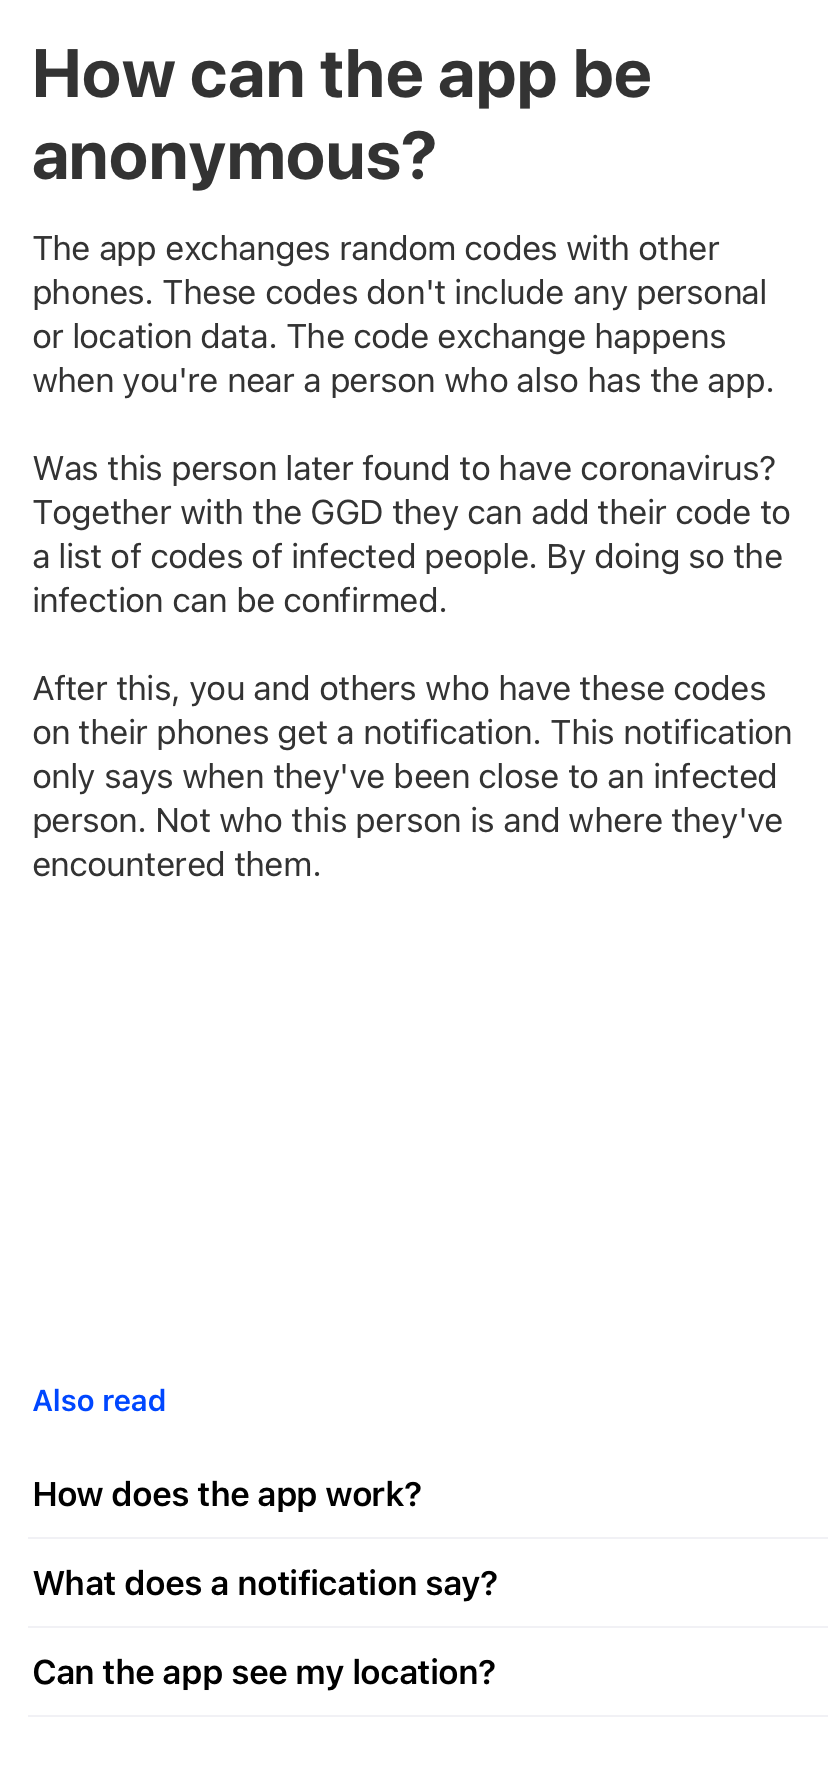 How can the app be
anonymous?
The app exchanges random codes with other
phones. These codes don't include any personal
or location data. The code exchange happens
when you're near a person who also has the app.
Was this person later found to have coronavirus?
Together with the GGD they can add their code to
a list of codes of infected people. By doing so the
infection can be confirmed.
After this, you and others who have these codes
on their phones get a notification. This notification
only says when they've been close to an infected
person. Not who this person is and where they've
encountered them.
Also read
How does the app work?
What does a notification say?
Can the app see my location?